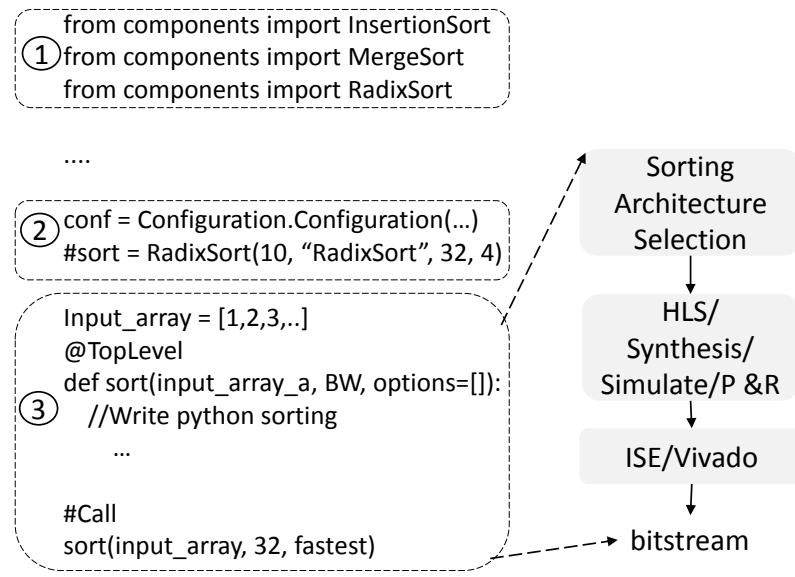 from components import InsertionSort
1 from components import MergeSort
from components import RadixSort
....
2 conf = Configuration.Configuration(…)
#sort = RadixSort(10, “RadixSort”, 32, 4)
Input_array = [1,2,3,..]
@TopLevel
def sort(input_array_a, BW, options=[]):
3 //Write python sorting
…
#Call
sort(input_array, 32, fastest)
Sorting
Architecture
Selection
HLS/
Synthesis/
Simulate/P &R
ISE/Vivado
bitstream